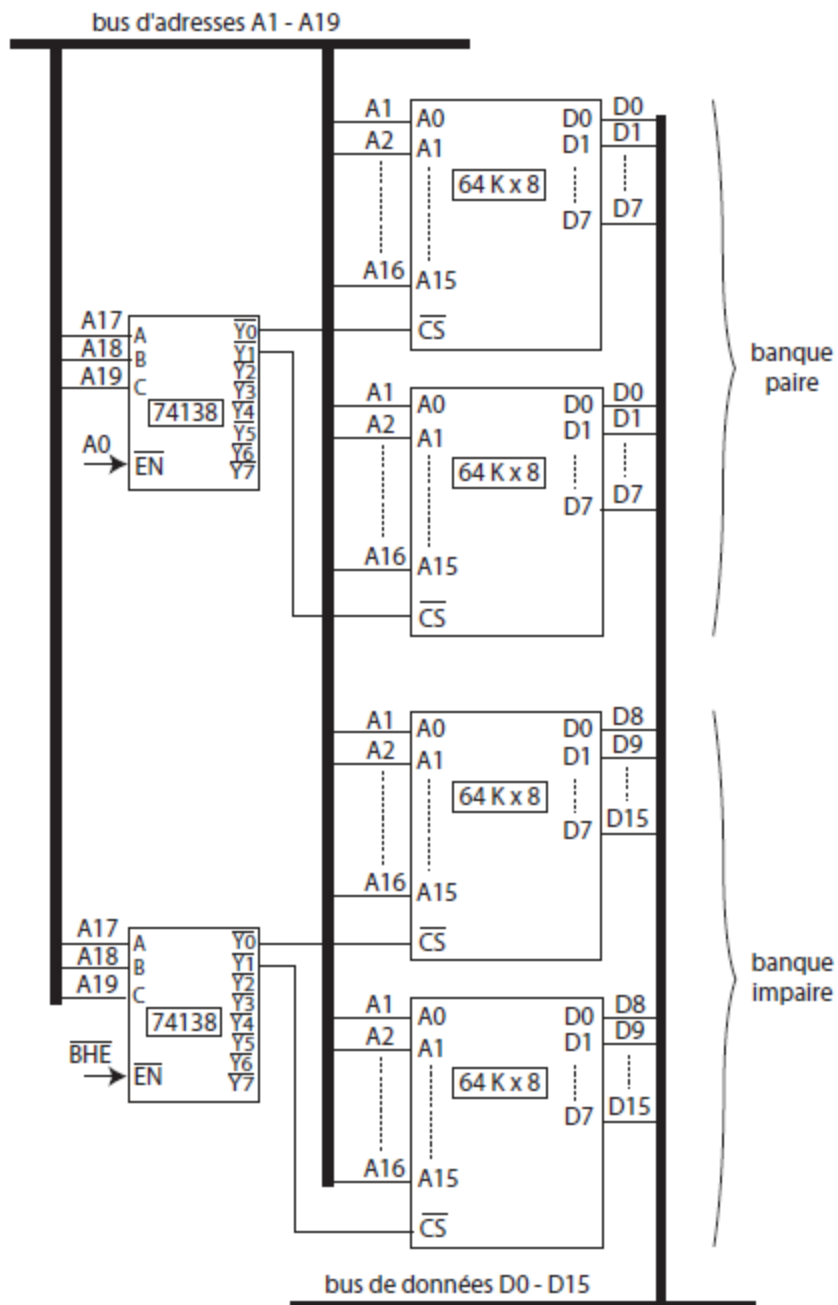 bus d'adresses A1 - A19
A1 A0 D0 D0
A2 A1 D1 D1
64 K x 8
D7 D7
A16 A15
CS
A17 A Y0
A18 B Y1
A19 C Y2
Y3
74138 Y4
Y5
A0 EN Y6
Y7
A1 A0 D0 D0
A2 A1 D1 D1
64 K x 8
D7 D7
A16 A15
CS
banque
paire
A1 A0 D0 D8
A2 A1 D1 D9
64 K x 8
D7 D15
A16 A15
CS
A17 A Y0
A18 B Y1
A19 C Y2
Y3
74138 Y4
Y5
BHE EN Y6
Y7
A1 A0 D0 D8
A2 A1 D1 D9
64 K x 8
D7 D15
A16 A15
CS
banque
impaire
bus de données D0 - D15